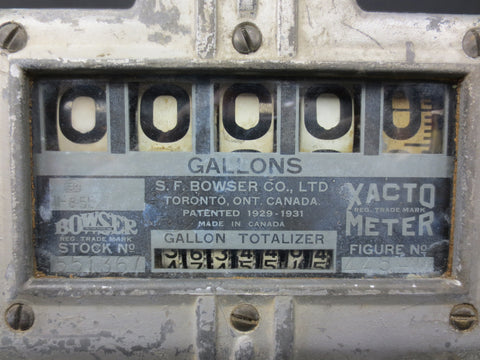 0 0 0 0 9
GALLONS
S. F. BOWSER CO., LTD
TORONTO, ONT. CANADA.
PATENTED 1929-1931
MADE IN CANADA
BOWSER
REG. TRADE MARK
STOCK Nº
XACTO
REG. TRADE MARK
METER
FIGURE Nº
GALLON TOTALIZER